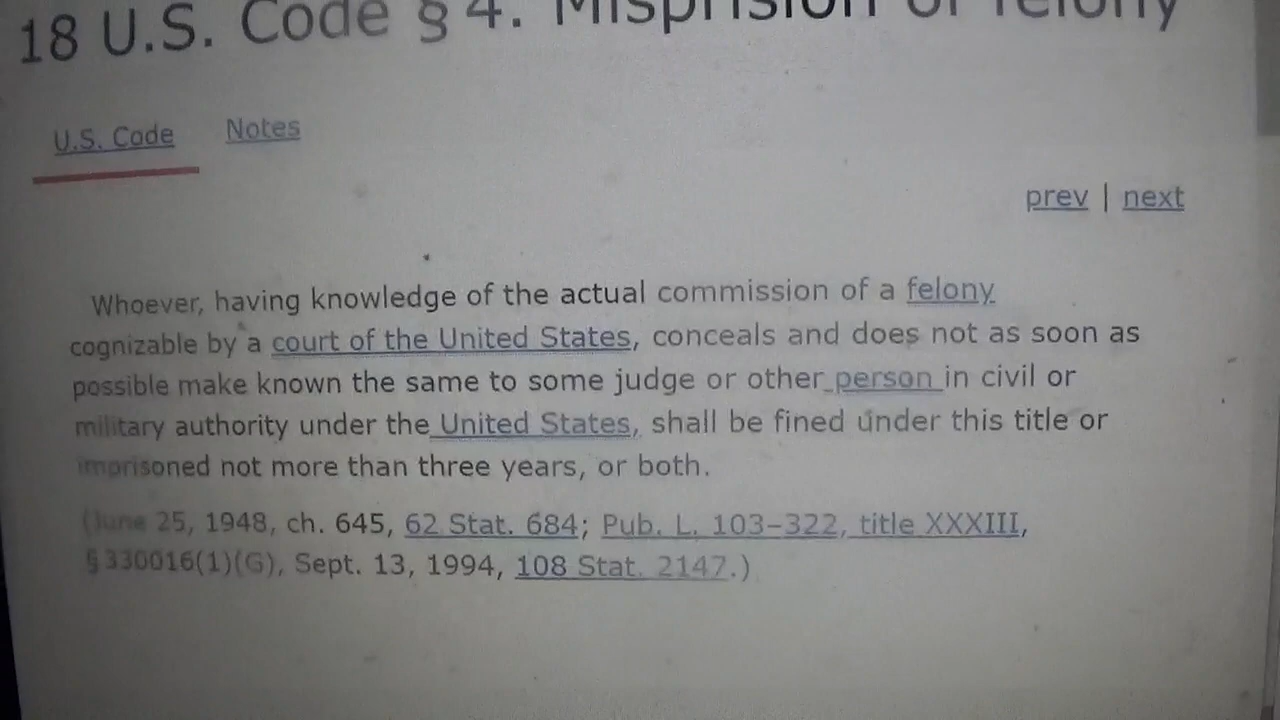 18 U.S. Code § 4. Misprision of felony
U.S. Code Notes
prev | next
Whoever, having knowledge of the actual commission of a felony
cognizable by a court of the United States, conceals and does not as soon as
possible make known the same to some judge or other person in civil or
military authority under the United States, shall be fined under this title or
imprisoned not more than three years, or both.
(June 25, 1948, ch. 645, 62 Stat. 684; Pub. L. 103–322, title XXXIII,
§ 330016(1)(G), Sept. 13, 1994, 108 Stat. 2147.)